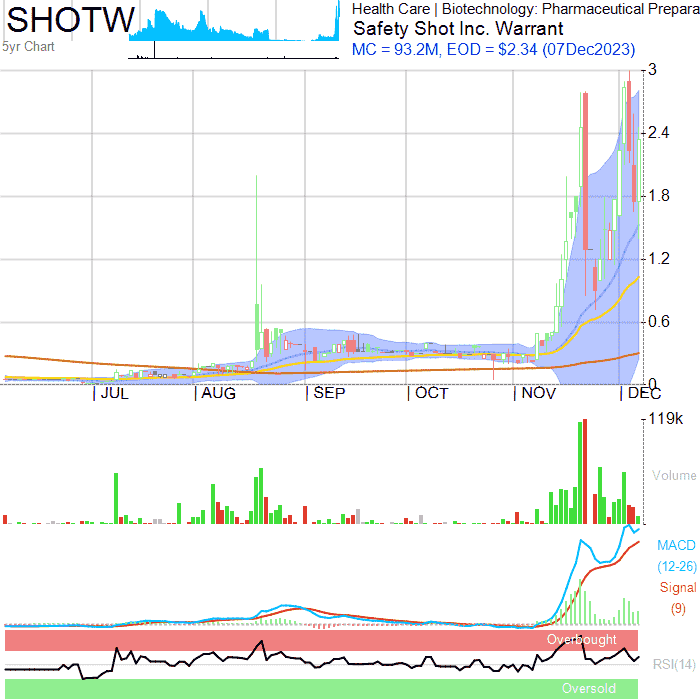 SHOTW
5yr Chart
Health Care | Biotechnology: Pharmaceutical Prepara
Safety Shot Inc. Warrant
MC = 93.2M, EOD = $2.34 (07Dec2023)
3
2.4
1.8
1.2
0.6
0
JUL AUG SEP OCT NOV DEC
119k
Volume
MACD
(12-26)
Signal
(9)
Overbought
RSI(14)
Oversold